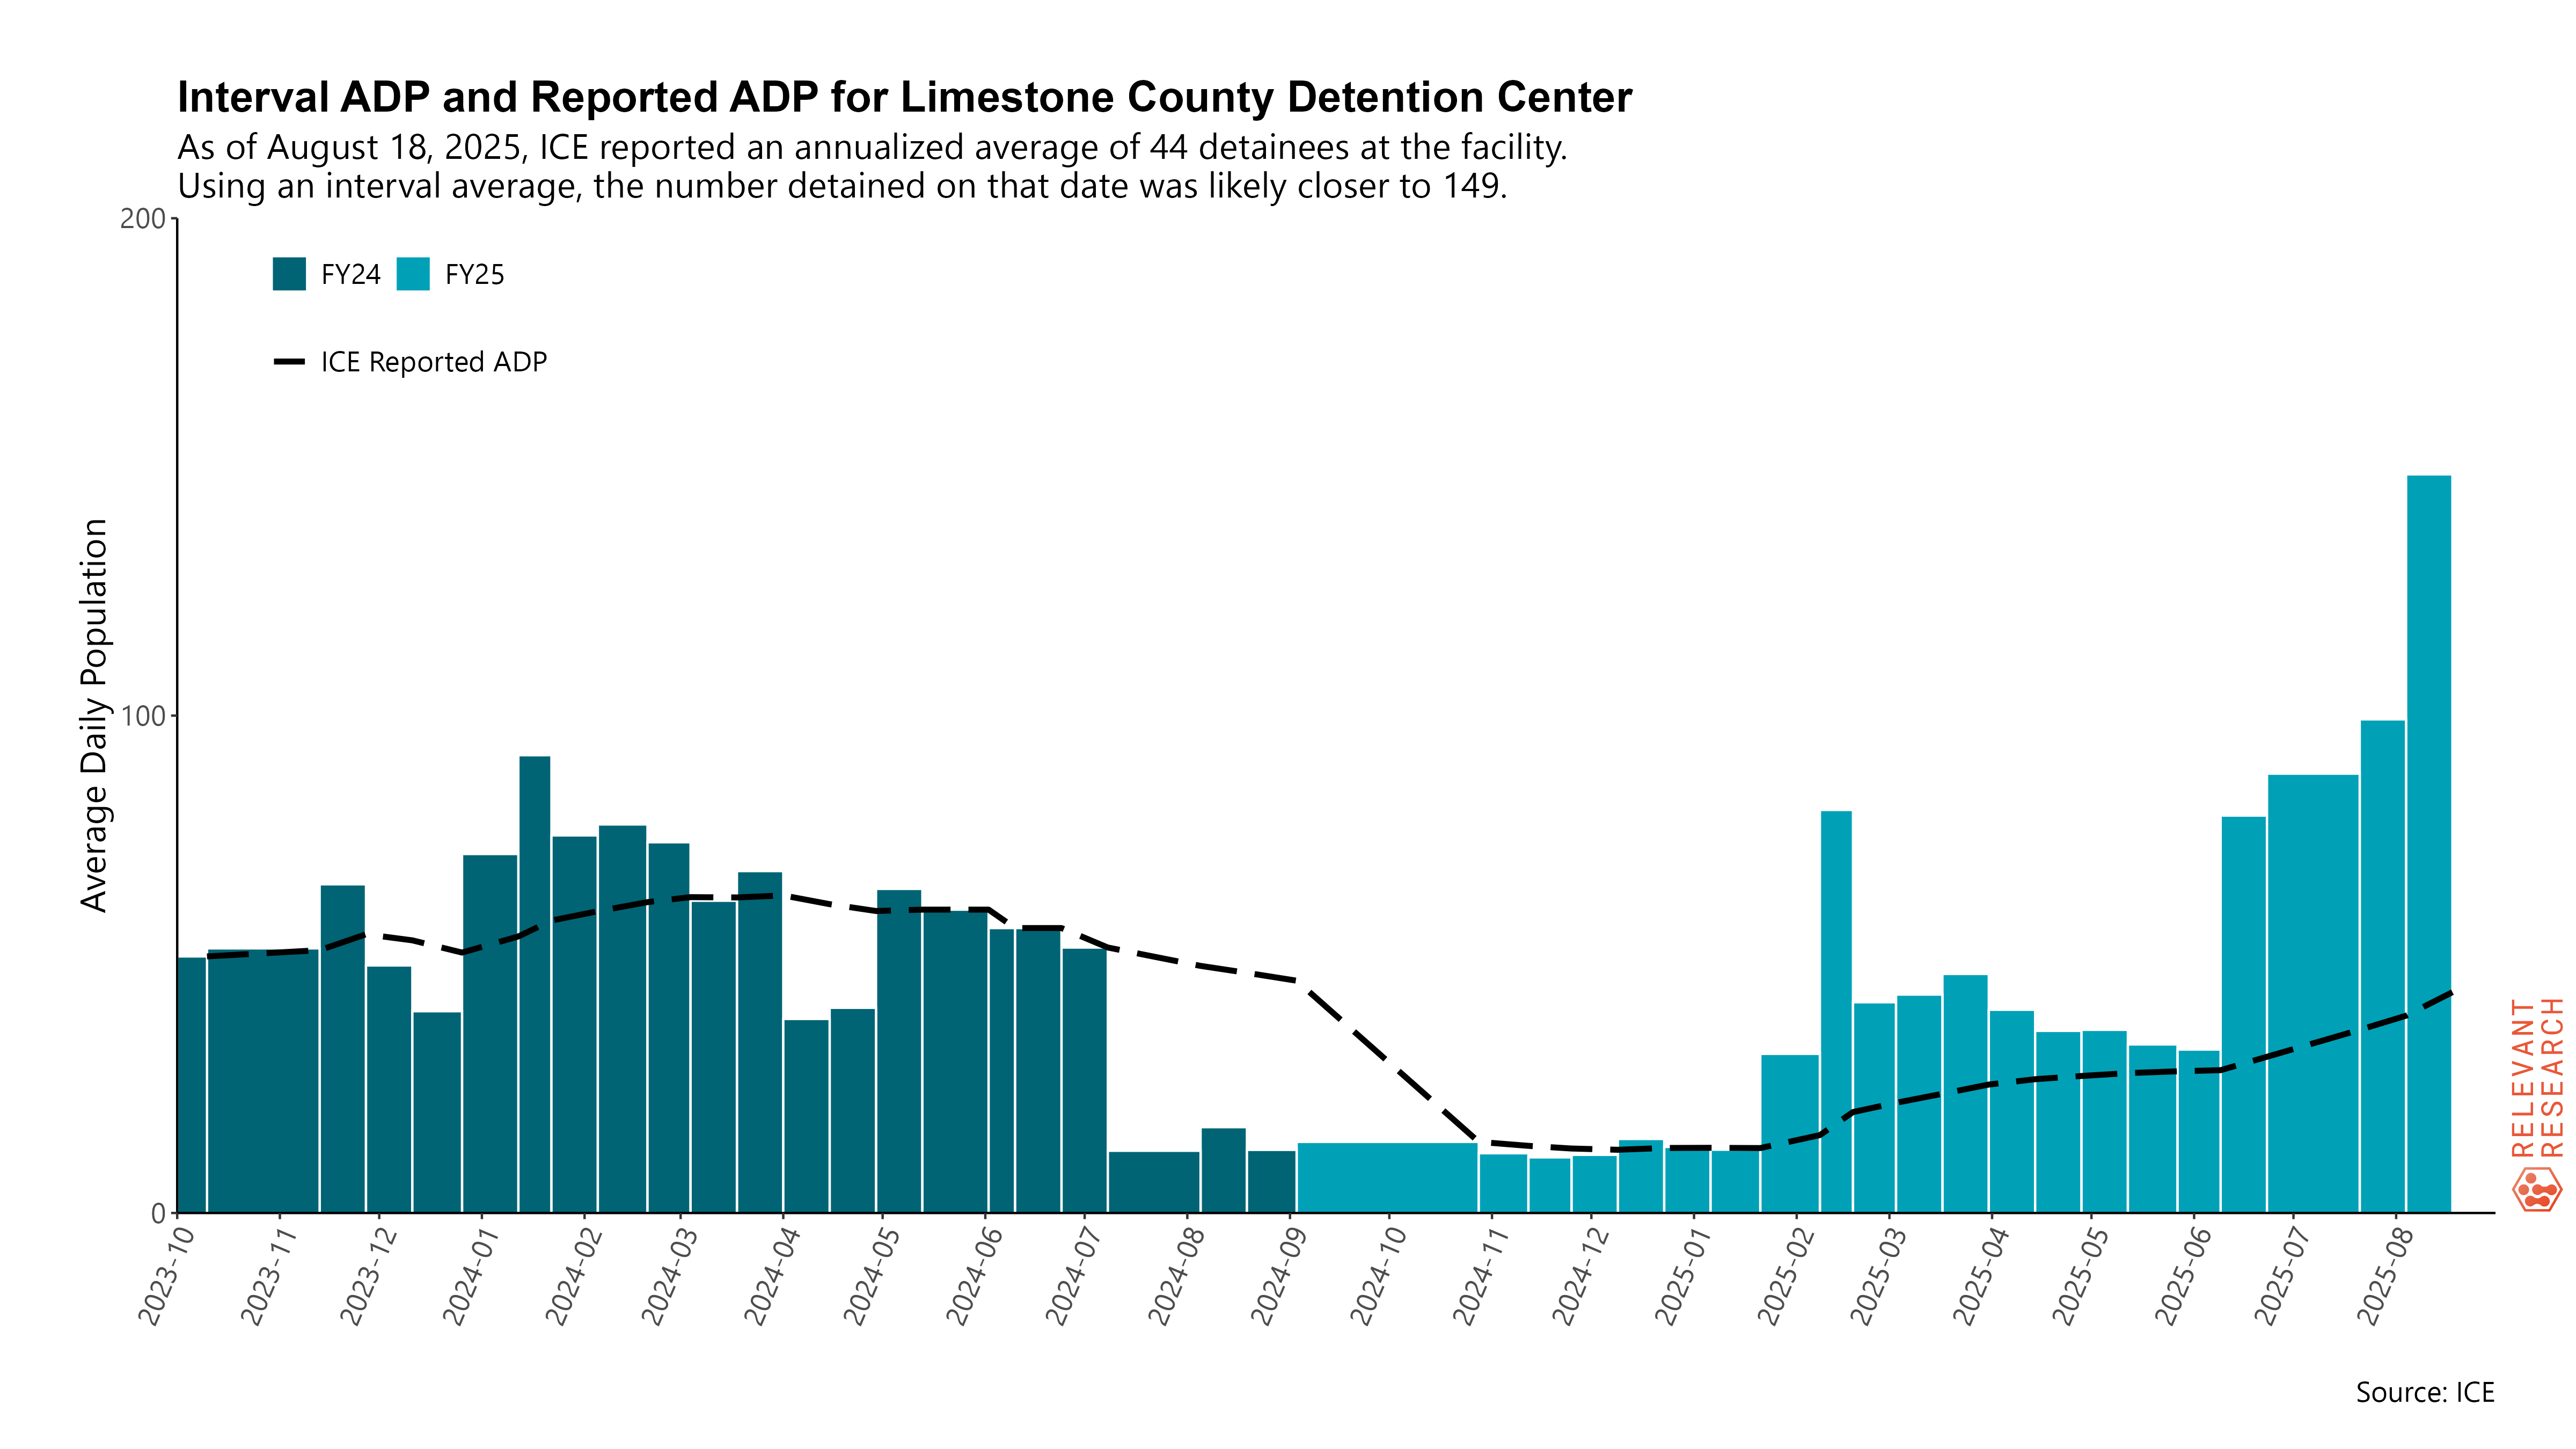 Interval ADP and Reported ADP for Limestone County Detention Center
As of August 18, 2025, ICE reported an annualized average of 44 detainees at the facility.
Using an interval average, the number detained on that date was likely closer to 149.
200
FY24 FY25
ICE Reported ADP
Average Daily Population
100
0
2023-10 2023-11 2023-12 2024-01 2024-02 2024-03 2024-04 2024-05 2024-06 2024-07 2024-08 2024-09 2024-10 2024-11 2024-12 2025-01 2025-02 2025-03 2025-04 2025-05 2025-06 2025-07 2025-08
RELEVANT
RESEARCH
Source: ICE